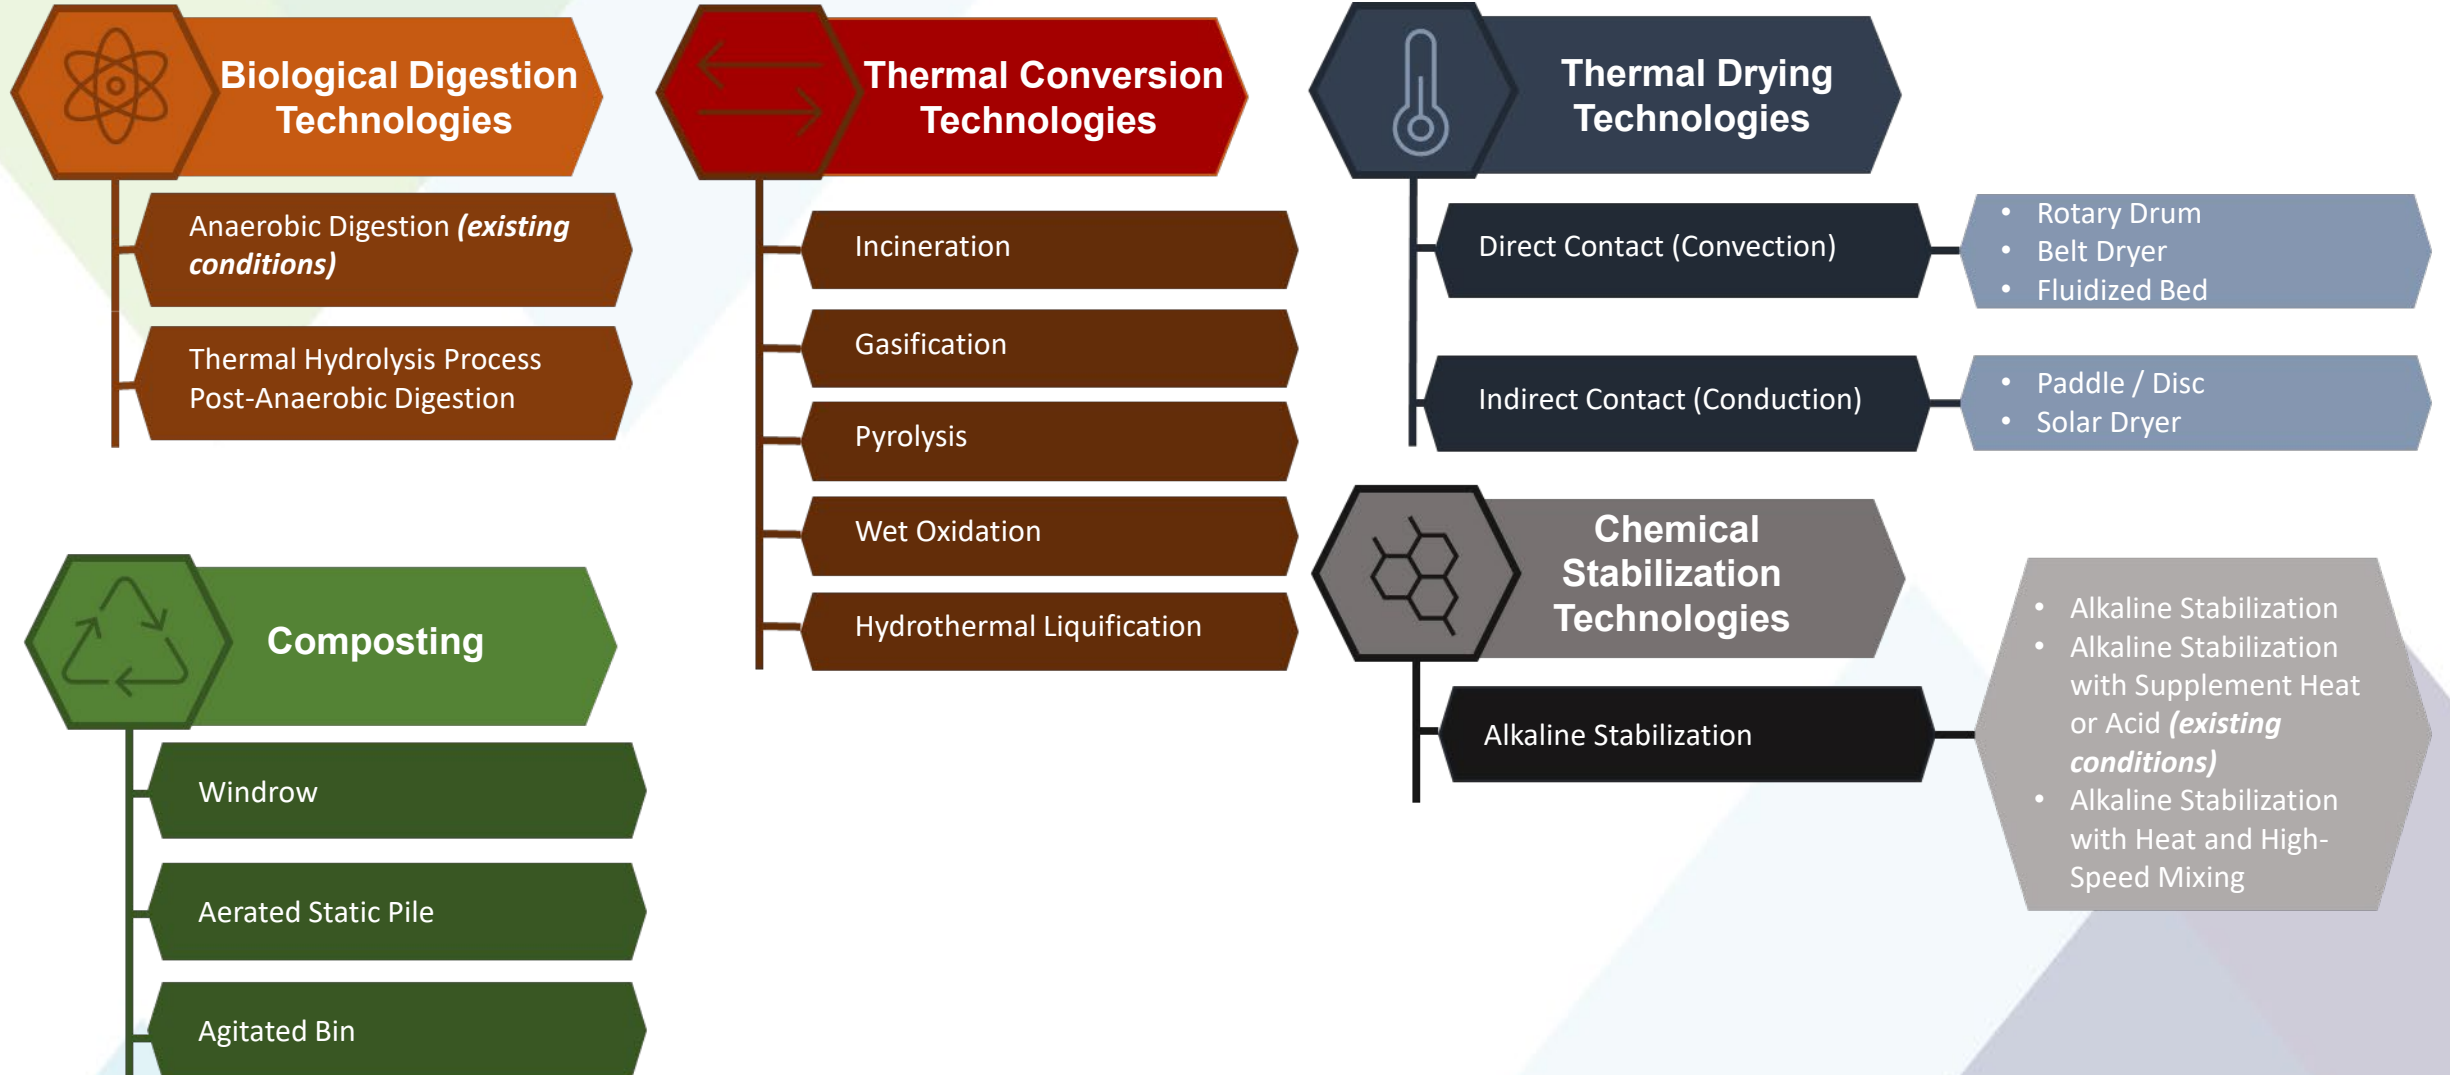 Biological Digestion
Technologies
Anaerobic Digestion (existing
conditions)
Thermal Hydrolysis Process
Post-Anaerobic Digestion
Composting
Windrow
Aerated Static Pile
Agitated Bin
Thermal Conversion
Technologies
Incineration
Gasification
Pyrolysis
Wet Oxidation
Hydrothermal Liquification
Thermal Drying
Technologies
Direct Contact (Convection)
• Rotary Drum
• Belt Dryer
• Fluidized Bed
Indirect Contact (Conduction)
• Paddle / Disc
• Solar Dryer
Chemical
Stabilization
Technologies
Alkaline Stabilization
• Alkaline Stabilization
• Alkaline Stabilization
with Supplement Heat
or Acid (existing
conditions)
• Alkaline Stabilization
with Heat and High-
Speed Mixing